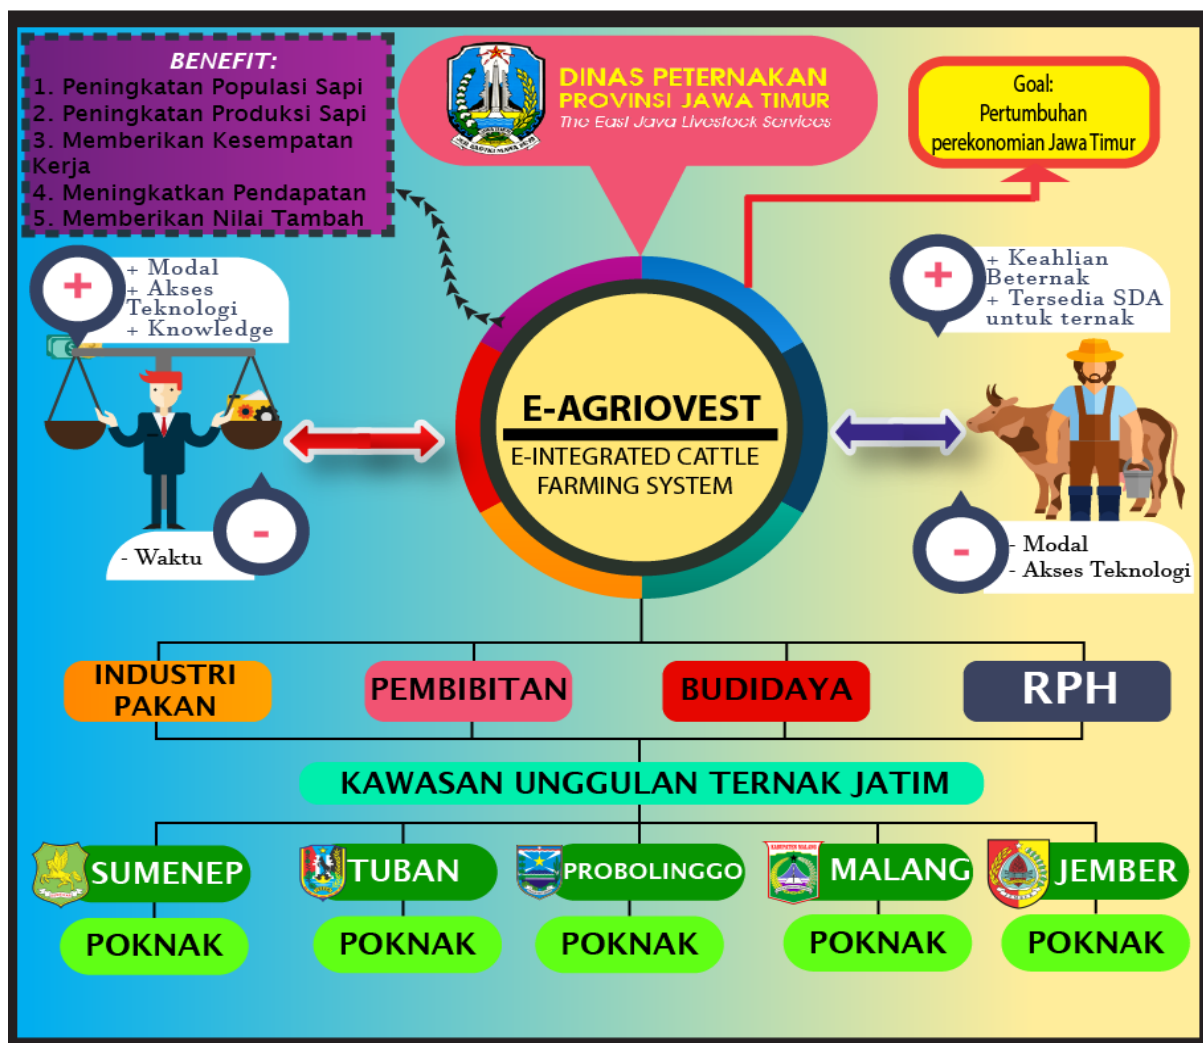 BENEFIT:
1. Peningkatan Populasi Sapi
2. Peningkatan Produksi Sapi
3. Memberikan Kesempatan
Kerja
4. Meningkatkan Pendapatan
5. Memberikan Nilai Tambah
DINAS PETERNAKAN
PROVINSI JAWA TIMUR
The East Java Livestock Services
Goal:
Pertumbuhan
perekonomian Jawa Timur
+
+ Modal
+ Akses
Teknologi
+ Knowledge
+
+ Keahlian
Beternak
+ Tersedia SDA
untuk ternak
E-AGRIOVEST
E-INTEGRATED CATTLE
FARMING SYSTEM
-
- Waktu
-
- Modal
- Akses Teknologi
INDUSTRI
PAKAN
PEMBIBITAN
BUDIDAYA
RPH
KAWASAN UNGGULAN TERNAK JATIM
SUMENEP
TUBAN
PROBOLINGGO
KABUPATEN MALANG
MALANG
JEMBER
POKNAK
POKNAK
POKNAK
POKNAK
POKNAK